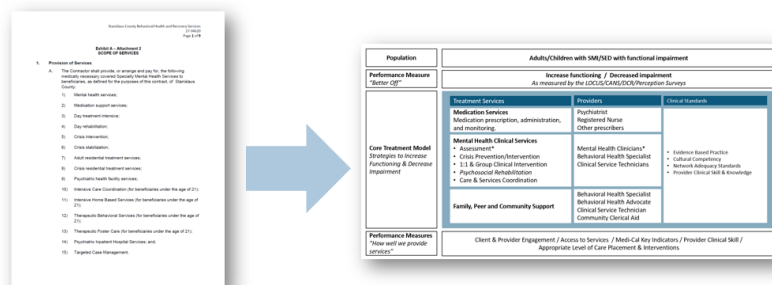 Stanislaus County Behavioral Health and Recovery Services
Page 1 of 9
Exhibit A – Attachment 2
SCOPE OF SERVICES
1. Provision of Services
A. The Contractor shall provide, or arrange and pay for, the following
medically necessary covered Specialty Mental Health Services to
beneficiaries, as defined for the purposes of this contract, of Stanislaus
County.
1) Mental health services;
2) Medication support services;
3) Day treatment intensive;
4) Day rehabilitation;
5) Crisis intervention;
6) Crisis stabilization;
7) Adult residential treatment services;
8) Crisis residential treatment services;
9) Psychiatric health facility services;
10) Intensive Care Coordination (for beneficiaries under the age of 21);
11) Intensive Home Based Services (for beneficiaries under the age of
21);
12) Therapeutic Behavioral Services (for beneficiaries under the age of
21);
13) Therapeutic Foster Care (for beneficiaries under the age of 21);
14) Psychiatric Inpatient Hospital Services; and,
15) Targeted Case Management.
Population
Adults/Children with SMI/SED with functional impairment
Performance Measure
"Better Off"
Increase functioning / Decreased impairment
As measured by the LOCUS/CANS/DCR/Perception Surveys
Core Treatment Model
Strategies to Increase
Functioning & Decrease
Impairment
Treatment Services
Providers
Clinical Standards
Medication Services
Medication prescription, administration,
and monitoring.
Psychiatrist
Registered Nurse
Other prescribers
Mental Health Clinical Services
• Assessment*
• Crisis Prevention/Intervention
• 1:1 & Group Clinical Intervention
• Psychosocial Rehabilitation
• Care & Services Coordination
Mental Health Clinicians*
Behavioral Health Specialist
Clinical Service Technicians
• Evidence Based Practice
• Cultural Competency
• Network Adequacy Standards
• Provider Clinical Skill & Knowledge
Family, Peer and Community Support
Behavioral Health Specialist
Behavioral Health Advocate
Clinical Service Technician
Community Clerical Aid
Performance Measures
"How well we provide
services"
Client & Provider Engagement / Access to Services / Medi-Cal Key Indicators / Provider Clinical Skill /
Appropriate Level of Care Placement & Interventions